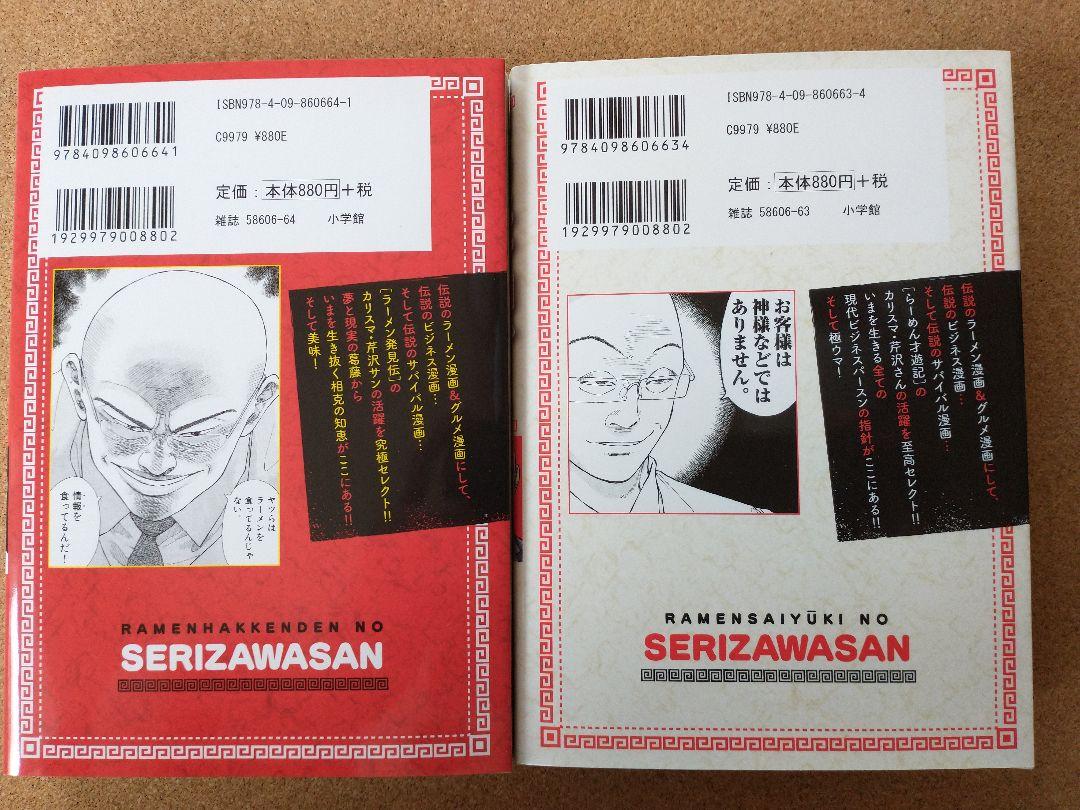 ISBN978-4-09-860664-1
C9979 ¥880E
9784098606641
定価：本体880円＋税
雑誌 58606-64 小学館
1929979008802
伝説のラーメン漫画＆グルメ漫画にして、
伝説のビジネス漫画…
そして伝説のサバイバル漫画…
「ラーメン発見伝」の
カリスマ・芹沢サンの活躍を究極セレクト!!
夢と現実の葛藤から
いまを生き抜く相克の知恵がここにある!!
そして美味！
ヤツらは
ラーメンを
食ってるんじゃ
ない。
情報を
食ってるんだ！
RAMENHAKKENDEN NO
SERIZAWASAN
ISBN978-4-09-860663-4
C9979 ¥880E
9784098606634
定価：本体880円＋税
雑誌 58606-63 小学館
1929979008802
伝説のラーメン漫画＆グルメ漫画にして、
伝説のビジネス漫画…
そして伝説のサバイバル漫画…
「らーめん才遊記」の
カリスマ・芹沢さんの活躍を至高セレクト!!
いまを生きる全ての
現代ビジネスパースンの指針がここにある!!
そして極ウマ！
お客様は
神様などでは
ありません。
RAMENSAIYŪKI NO
SERIZAWASAN